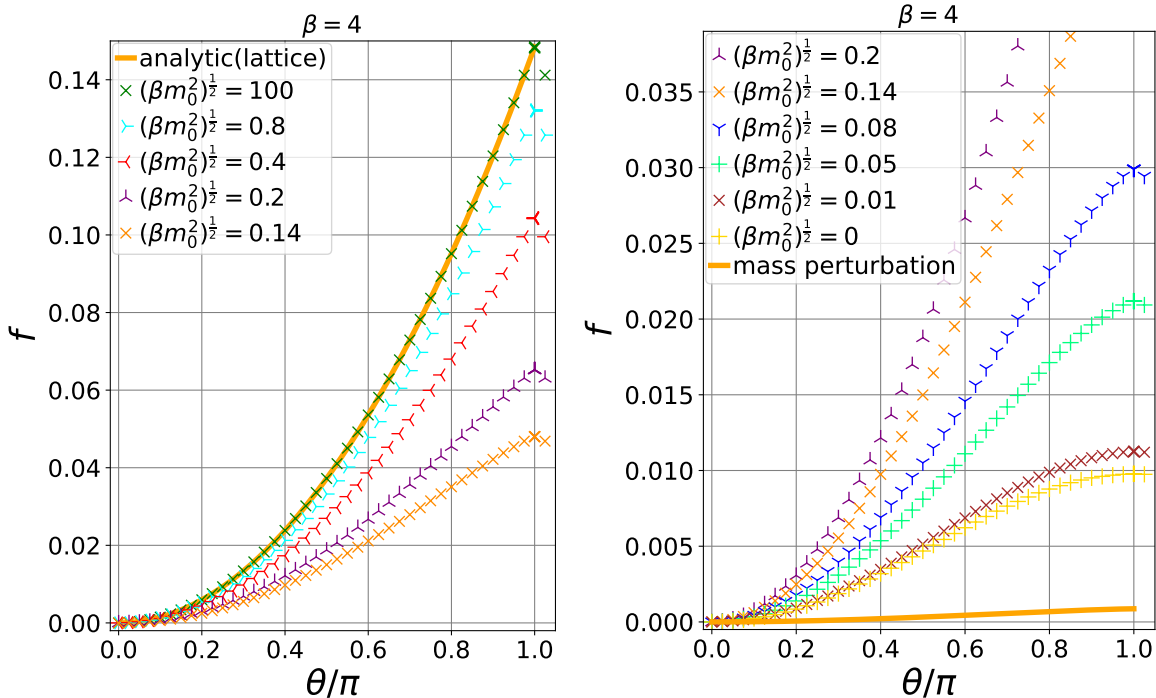 β = 4
analytic(lattice)
(βm₀²)^½ = 100
(βm₀²)^½ = 0.8
(βm₀²)^½ = 0.4
(βm₀²)^½ = 0.2
(βm₀²)^½ = 0.14
0.14
0.12
0.10
0.08
0.06
0.04
0.02
0.00
f
0.0 0.2 0.4 0.6 0.8 1.0
θ/π
β = 4
(βm₀²)^½ = 0.2
(βm₀²)^½ = 0.14
(βm₀²)^½ = 0.08
(βm₀²)^½ = 0.05
(βm₀²)^½ = 0.01
(βm₀²)^½ = 0
mass perturbation
0.035
0.030
0.025
0.020
0.015
0.010
0.005
0.000
f
0.0 0.2 0.4 0.6 0.8 1.0
θ/π